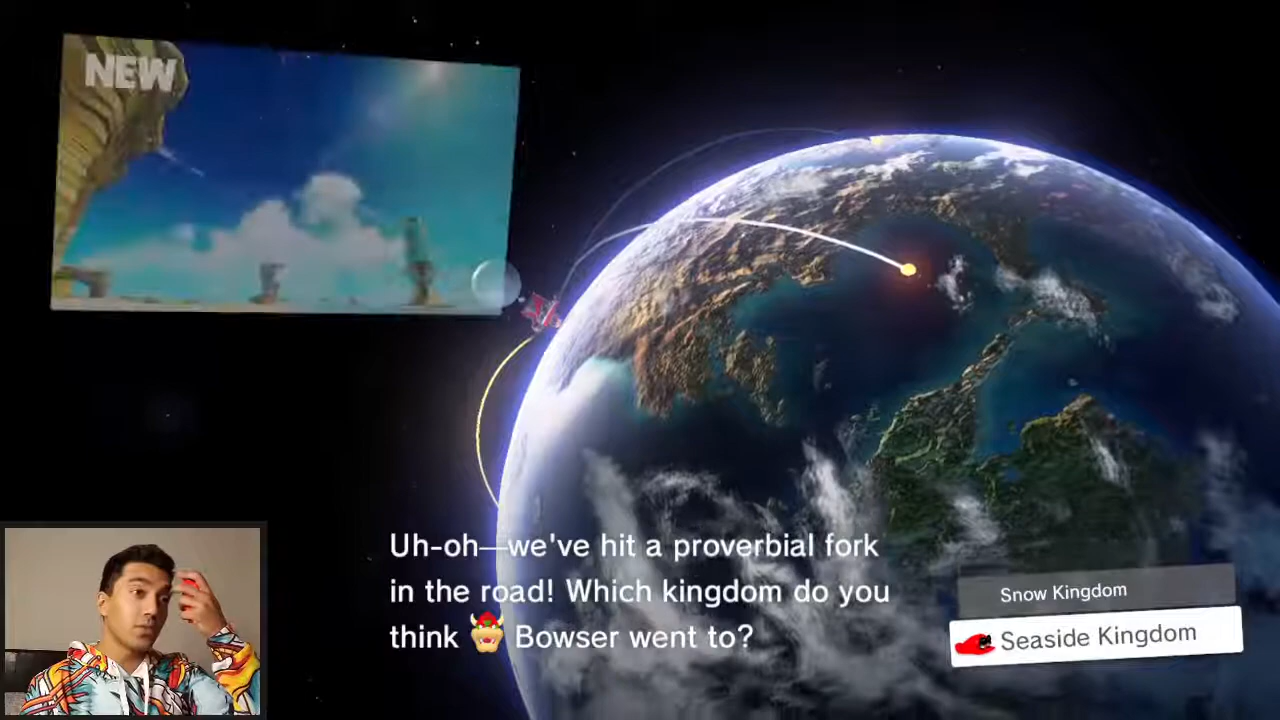 NEW
Uh-oh—we've hit a proverbial fork
in the road! Which kingdom do you
think Bowser went to?
Snow Kingdom
Seaside Kingdom